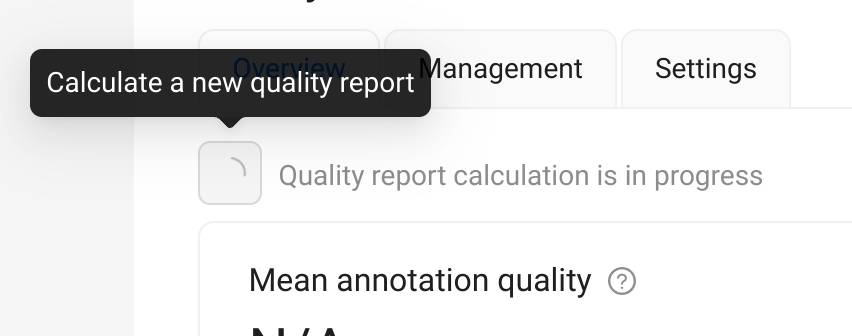 Overview
Management
Settings
Calculate a new quality report
Quality report calculation is in progress
Mean annotation quality
N/A